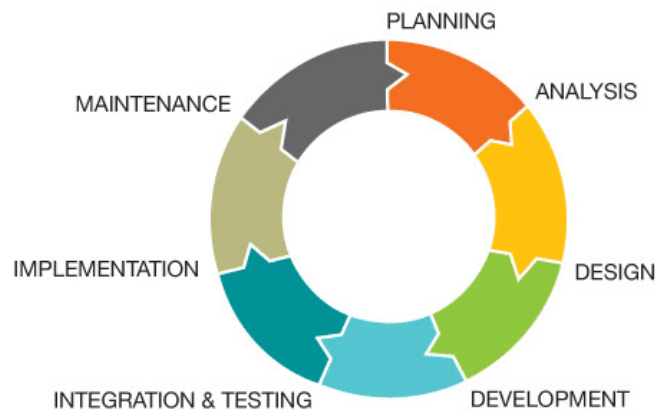 PLANNING
ANALYSIS
DESIGN
DEVELOPMENT
INTEGRATION & TESTING
IMPLEMENTATION
MAINTENANCE